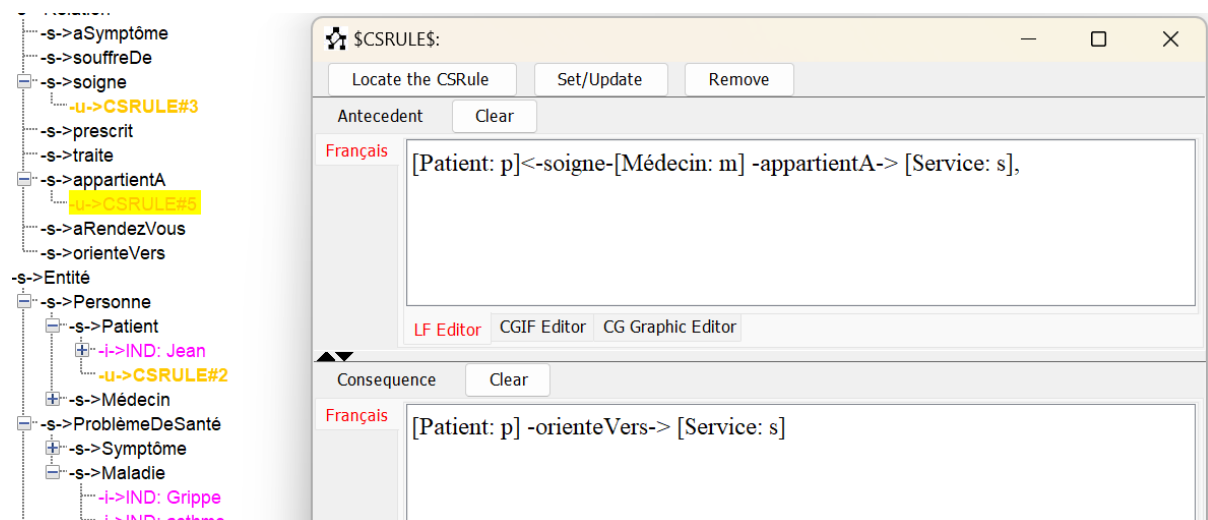 -s->aSymptôme
-s->souffreDe
-s->soigne
-u->CSRULE#3
-s->prescrit
-s->traite
-s->appartientA
-u->CSRULE#5
-s->aRendezVous
-s->orienteVers
-s->Entité
-s->Personne
-s->Patient
-i->IND: Jean
-u->CSRULE#2
-s->Médecin
-s->ProblèmeDeSanté
-s->Symptôme
-s->Maladie
-i->IND: Grippe
$CSRULE$:
Locate the CSRule Set/Update Remove
Antecedent Clear
Français
[Patient: p]<-soigne-[Médecin: m] -appartientA-> [Service: s],
LF Editor CGIF Editor CG Graphic Editor
Consequence Clear
Français
[Patient: p] -orienteVers-> [Service: s]